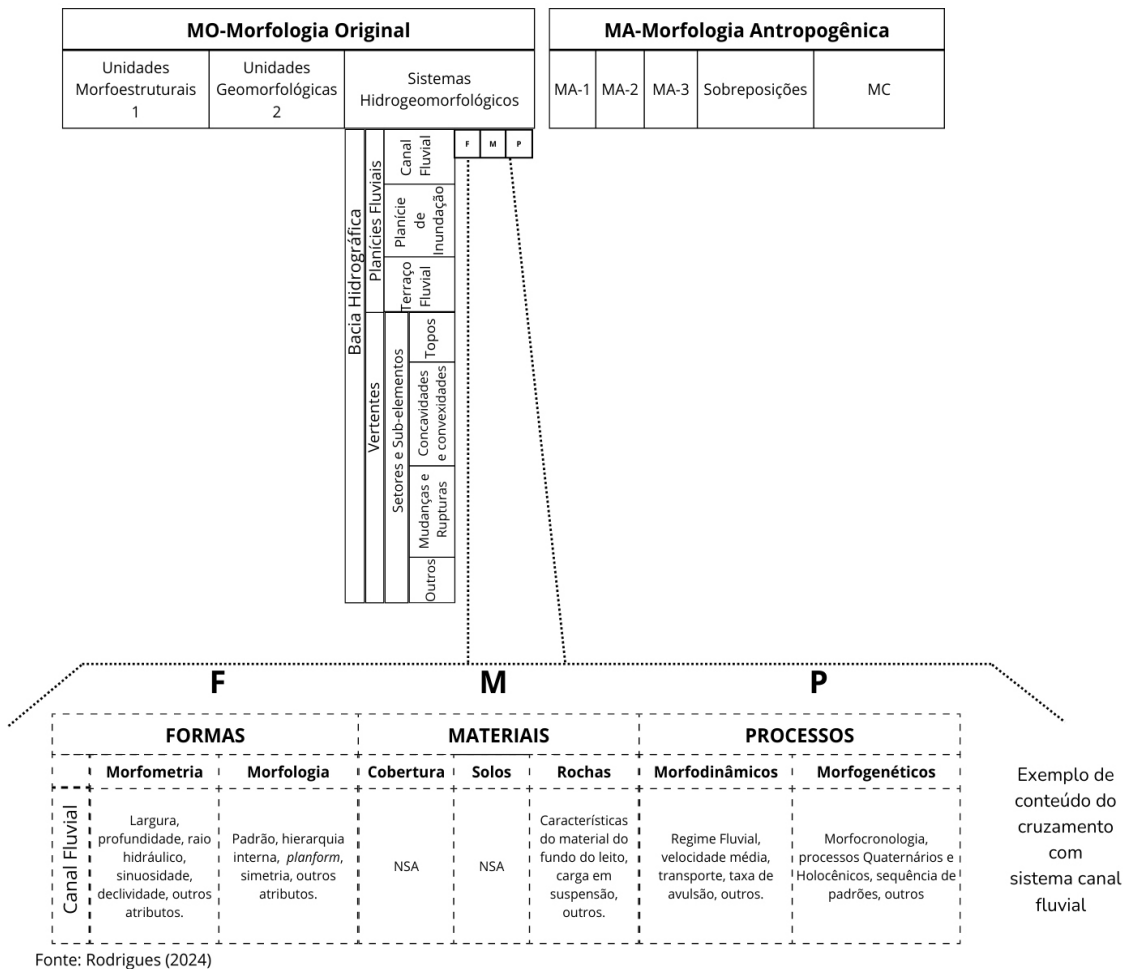 MO-Morfologia Original
MA-Morfologia Antropogênica
Unidades
Morfoestruturais
1
Unidades
Geomorfológicas
2
Sistemas
Hidrogeomorfológicos
MA-1
MA-2
MA-3
Sobreposições
MC
Bacia Hidrográfica
Planícies Fluviais
Canal
Fluvial
F
M
P
Planície
de
Inundação
Terraço
Fluvial
Vertentes
Setores e Sub-elementos
Topos
Concavidades
e convexidades
Mudanças e
Rupturas
Outros
F
M
P
FORMAS
MATERIAIS
PROCESSOS
Morfometria
Morfologia
Cobertura
Solos
Rochas
Morfodinâmicos
Morfogenéticos
Canal Fluvial
Largura,
profundidade, raio
hidráulico,
sinuosidade,
declividade, outros
atributos.
Padrão, hierarquia
interna, planform,
simetria, outros
atributos.
NSA
NSA
Características
do material do
fundo do leito,
carga em
suspensão,
outros.
Regime Fluvial,
velocidade média,
transporte, taxa de
avulsão, outros.
Morfocronologia,
processos Quaternários e
Holocênicos, sequência de
padrões, outros
Exemplo de
conteúdo do
cruzamento
com
sistema canal
fluvial
Fonte: Rodrigues (2024)